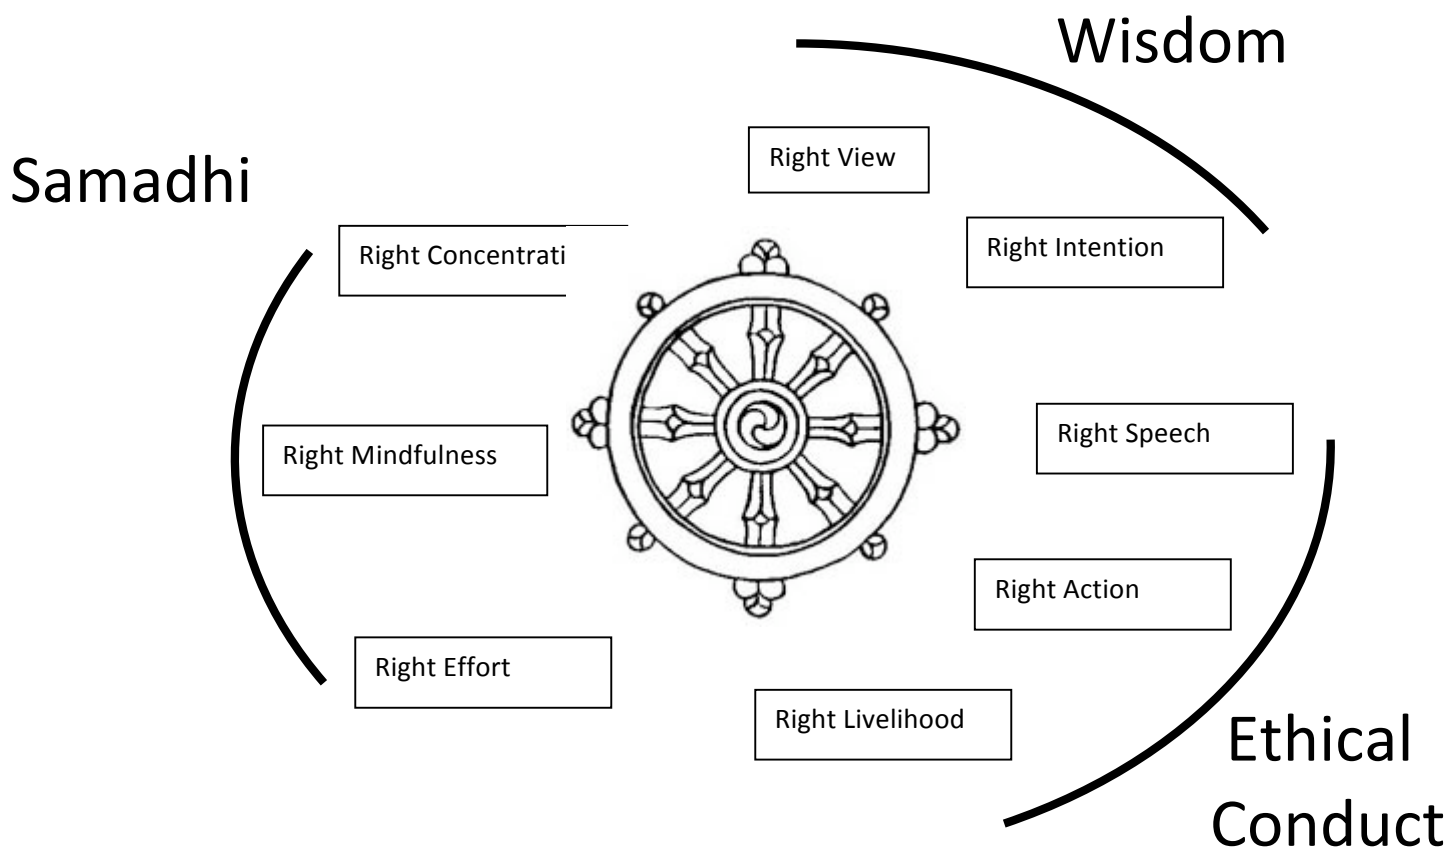 Wisdom
Right View
Samadhi
Right Intention
Right Concentrati
Right Speech
Right Mindfulness
Right Action
Right Effort
Right Livelihood
Ethical
Conduct